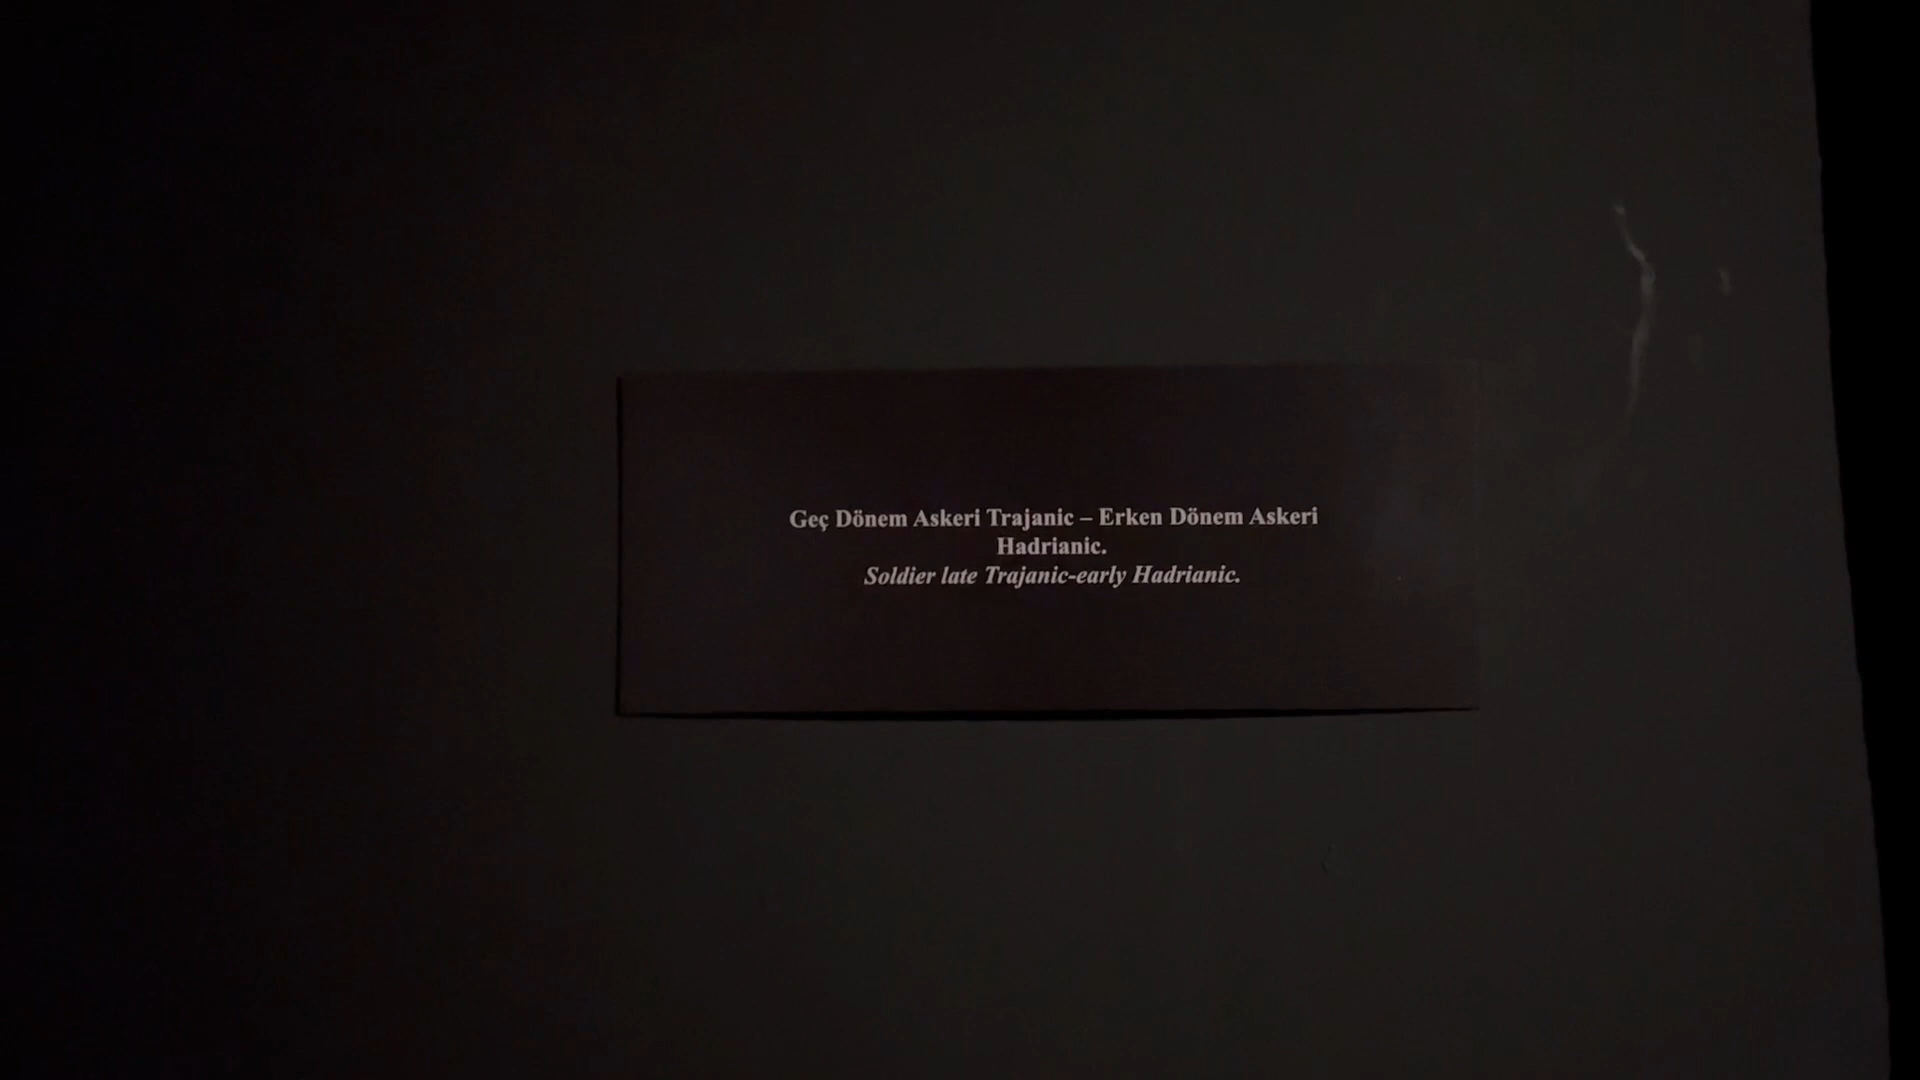 Geç Dönem Askeri Trajanic – Erken Dönem Askeri
Hadrianic.
Soldier late Trajanic-early Hadrianic.